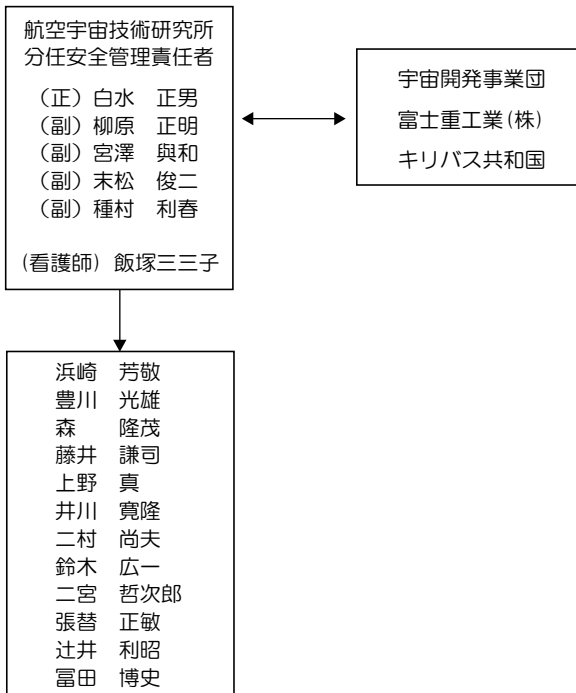 航空宇宙技術研究所
分任安全管理責任者
（正）白水　正男
（副）柳原　正明
（副）宮澤　與和
（副）末松　俊二
（副）種村　利春
(看護師)　飯塚三三子
宇宙開発事業団
富士重工業(株)
キリバス共和国
浜崎　芳敬
豊川　光雄
森　　隆茂
藤井　謙司
上野　真
井川　寛隆
二村　尚夫
鈴木　広一
二宮　哲次郎
張替　正敏
辻井　利昭
冨田　博史